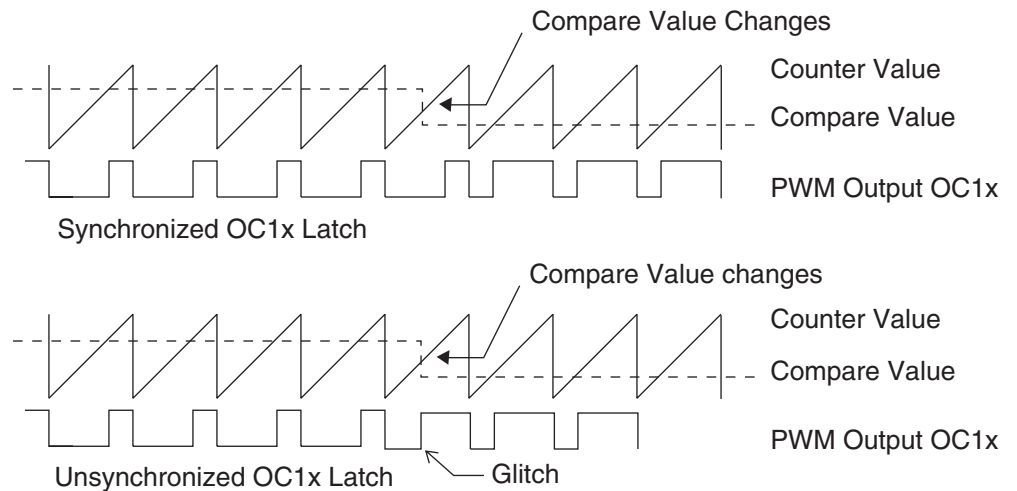 Compare Value Changes
Counter Value
Compare Value
PWM Output OC1x
Synchronized OC1x Latch
Compare Value changes
Counter Value
Compare Value
PWM Output OC1x
Unsynchronized OC1x Latch
Glitch